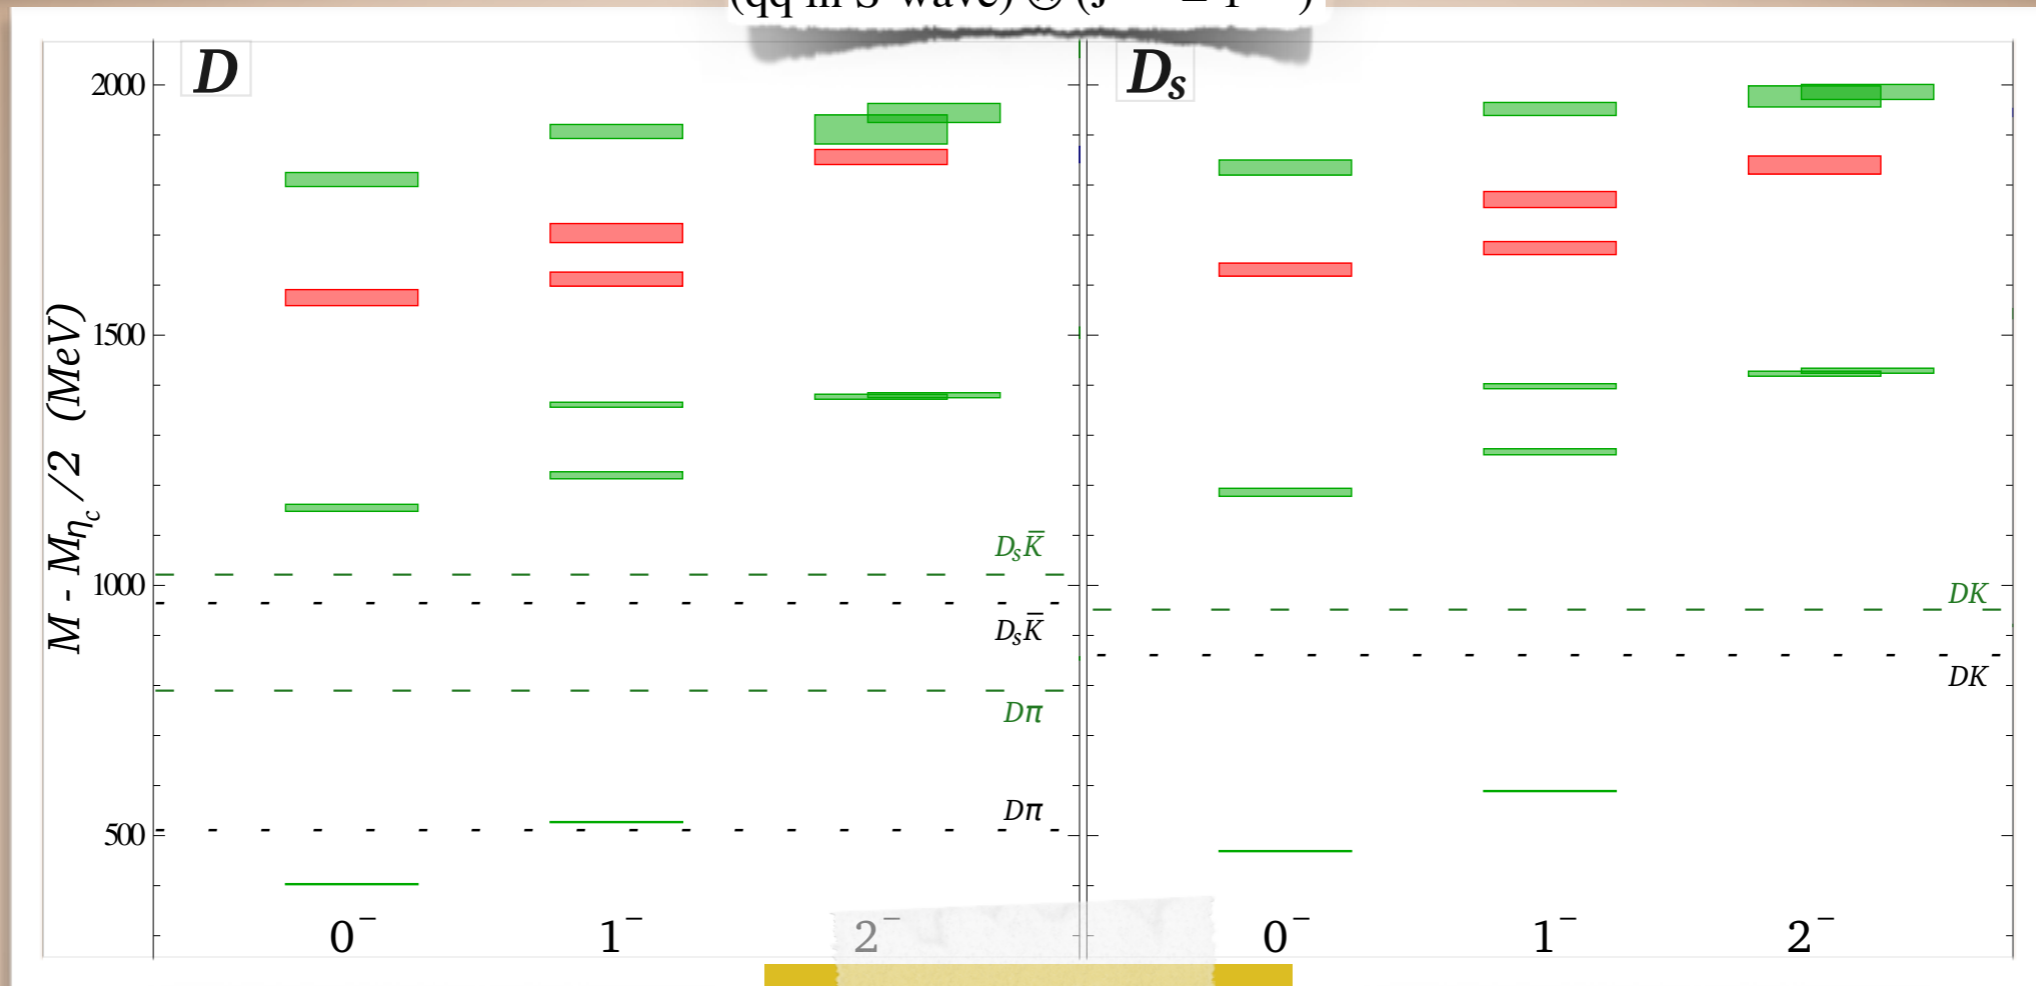 D
Ds
2000
1500
1000
500
M - Mηc/2 (MeV)
DsK̅
DsK̅
Dπ
Dπ
DK
DK
0⁻ 1⁻ 2⁻
0⁻ 1⁻ 2⁻